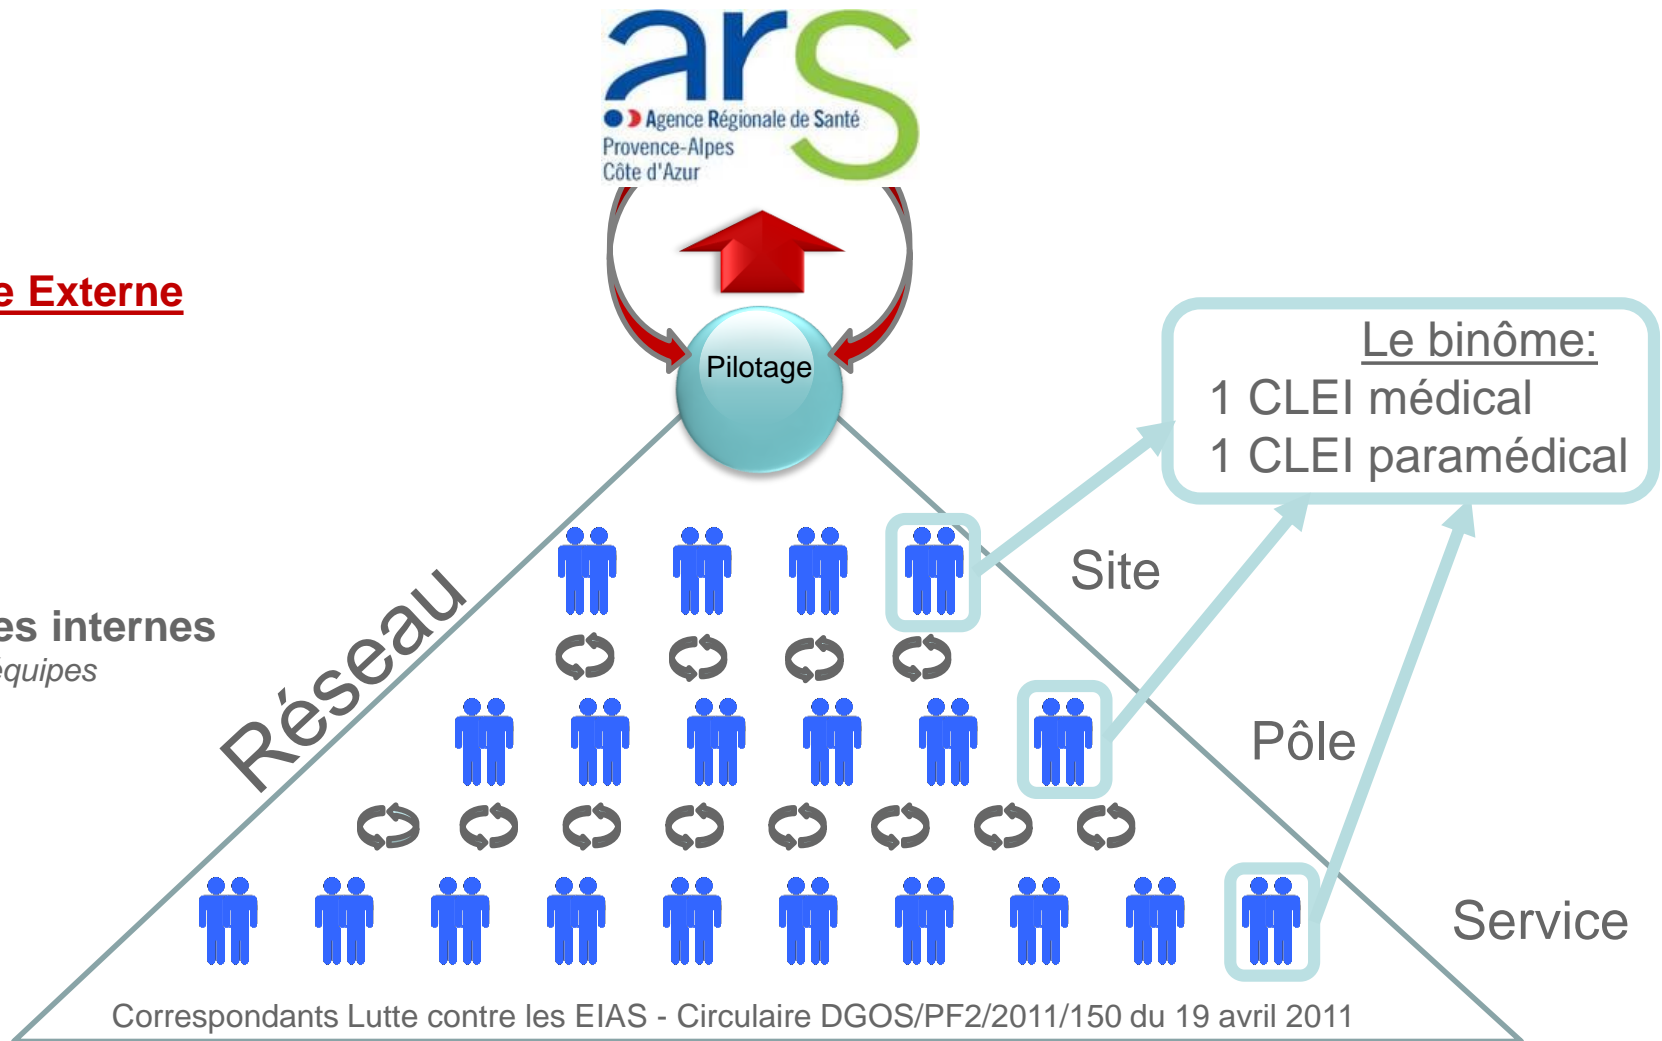 ars
Agence Régionale de Santé
Provence-Alpes
Côte d'Azur
e Externe
Pilotage
Le binôme:
1 CLEI médical
1 CLEI paramédical
Réseau
Site
es internes
équipes
Pôle
Service
Correspondants Lutte contre les EIAS - Circulaire DGOS/PF2/2011/150 du 19 avril 2011